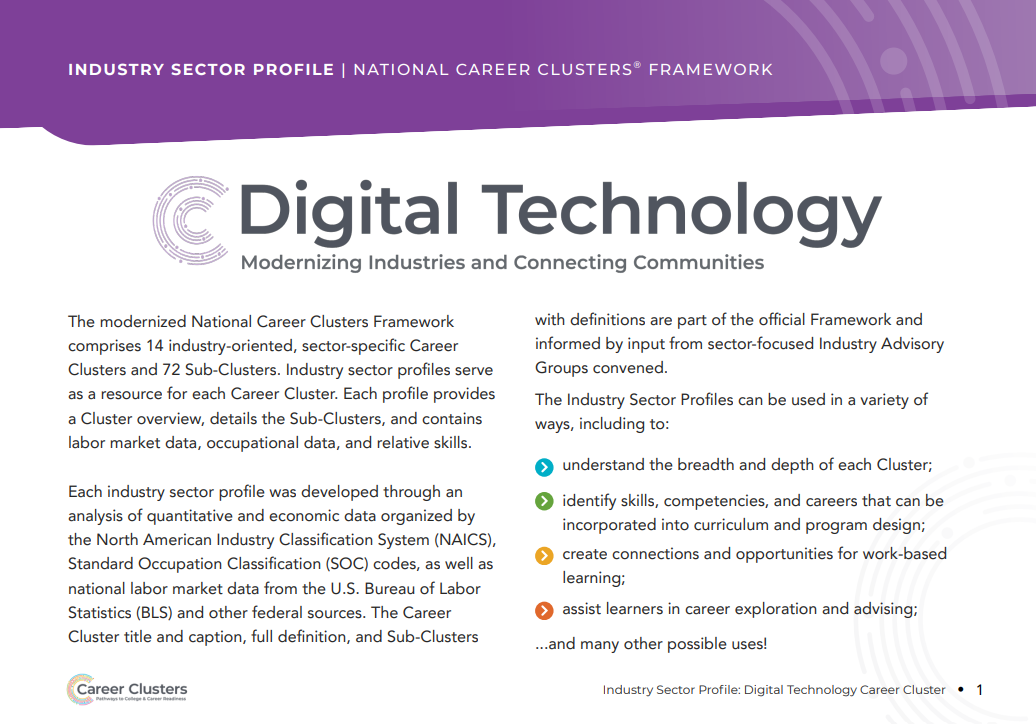 INDUSTRY SECTOR PROFILE | NATIONAL CAREER CLUSTERS® FRAMEWORK
Digital Technology
Modernizing Industries and Connecting Communities
The modernized National Career Clusters Framework
comprises 14 industry-oriented, sector-specific Career
Clusters and 72 Sub-Clusters. Industry sector profiles serve
as a resource for each Career Cluster. Each profile provides
a Cluster overview, details the Sub-Clusters, and contains
labor market data, occupational data, and relative skills.
Each industry sector profile was developed through an
analysis of quantitative and economic data organized by
the North American Industry Classification System (NAICS),
Standard Occupation Classification (SOC) codes, as well as
national labor market data from the U.S. Bureau of Labor
Statistics (BLS) and other federal sources. The Career
Cluster title and caption, full definition, and Sub-Clusters
with definitions are part of the official Framework and
informed by input from sector-focused Industry Advisory
Groups convened.
The Industry Sector Profiles can be used in a variety of
ways, including to:
understand the breadth and depth of each Cluster;
identify skills, competencies, and careers that can be
incorporated into curriculum and program design;
create connections and opportunities for work-based
learning;
assist learners in career exploration and advising;
...and many other possible uses!
Career Clusters
Pathways to College & Career Readiness
Industry Sector Profile: Digital Technology Career Cluster • 1